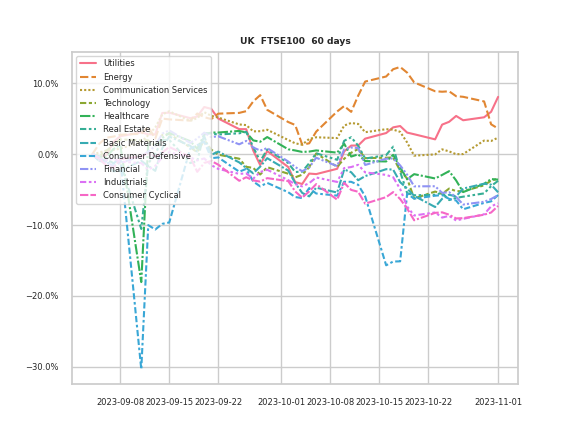 UK FTSE100 60 days
Utilities
Energy
Communication Services
Technology
Healthcare
Real Estate
Basic Materials
Consumer Defensive
Financial
Industrials
Consumer Cyclical
10.0%
0.0%
−10.0%
−20.0%
−30.0%
2023-09-08 2023-09-15 2023-09-22 2023-10-01 2023-10-08 2023-10-15 2023-10-22 2023-11-01